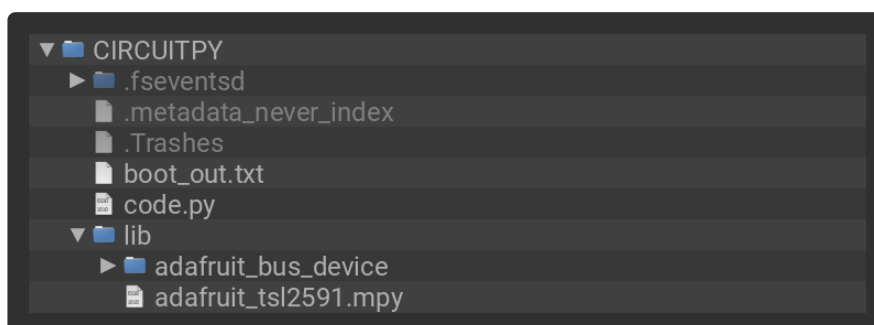 CIRCUITPY
.fseventsd
.metadata_never_index
.Trashes
boot_out.txt
code.py
lib
adafruit_bus_device
adafruit_tsl2591.mpy